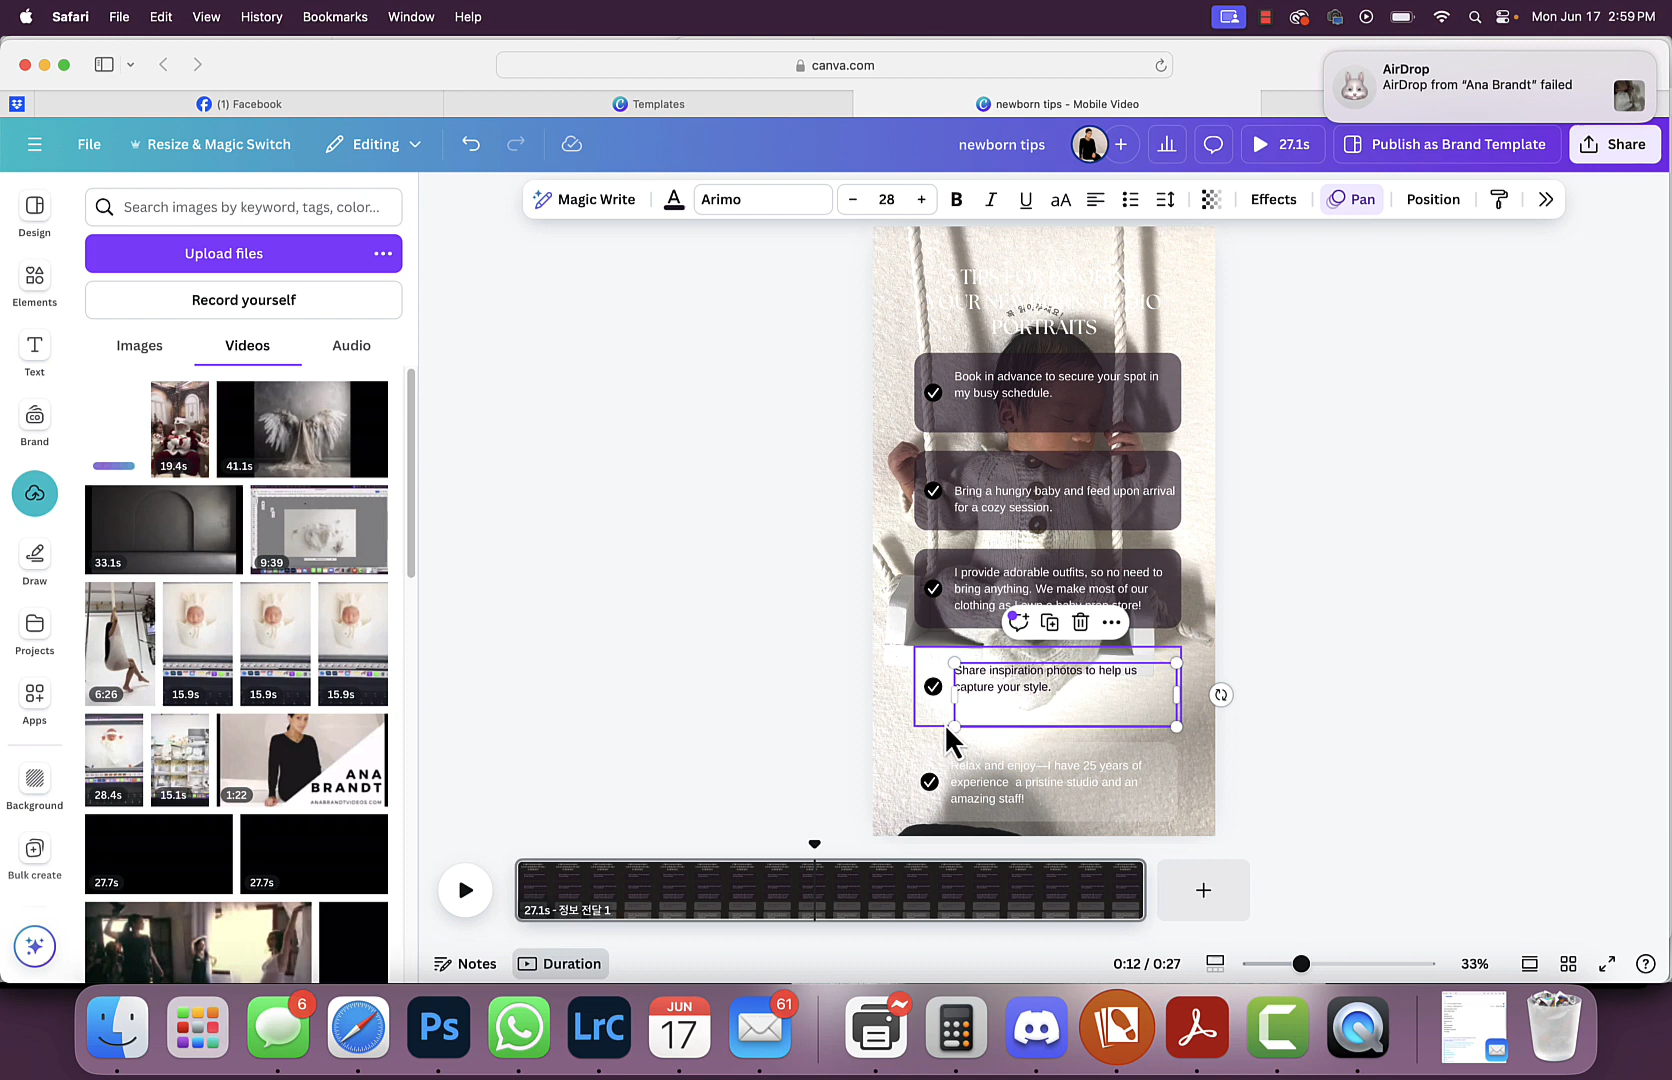 Safari File Edit View History Bookmarks Window Help
Mon Jun 17 2:59 PM
canva.com
AirDrop
AirDrop from “Ana Brandt” failed
(1) Facebook
Templates
newborn tips - Mobile Video
File
Resize & Magic Switch
Editing
newborn tips
27.1s
Publish as Brand Template
Share
Magic Write
Arimo
28
B I U aA
Effects
Pan
Position
Design
Elements
Text
Brand
Draw
Projects
Apps
Background
Bulk create
Search images by keyword, tags, color...
Upload files
Record yourself
Images Videos Audio
19.4s
41.1s
33.1s
9:39
6:26
15.9s
15.9s
15.9s
28.4s
15.1s
1:22
ANA
BRANDT
ANABRANDTVIDEOS.COM
27.7s
27.7s
PORTRAITS
Book in advance to secure your spot in
my busy schedule.
Bring a hungry baby and feed upon arrival
for a cozy session.
I provide adorable outfits, so no need to
bring anything. We make most of our
clothing as I own a baby prop store!
Share inspiration photos to help us
capture your style.
Relax and enjoy—I have 25 years of
experience a pristine studio and an
amazing staff!
27.1s - 정보 전달 1
Notes
Duration
0:12 / 0:27
33%
6
Ps
LrC
JUN
17
61